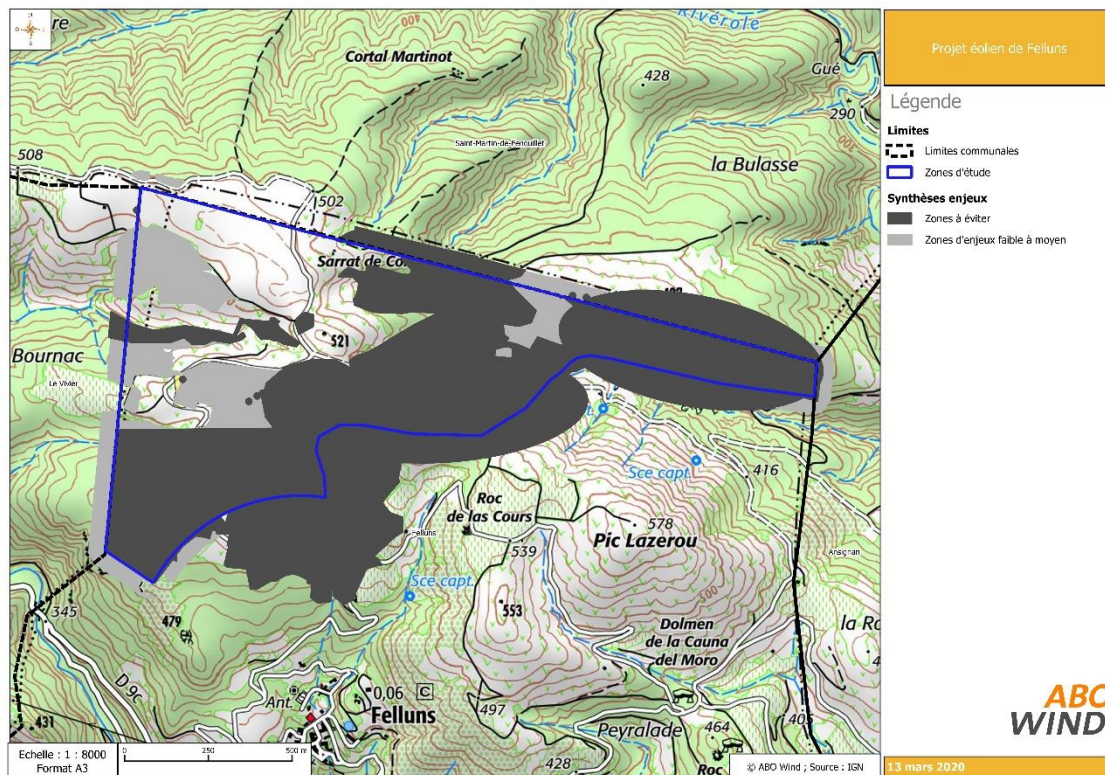 re
400
Rivérole
Cortal Martinot
428
Gué
290
Saint-Martin-de-Fenouillet
508
la Bulasse
502
Sarrat de Co
521
Bournac
Le Vivier
t.
Sce capt.
416
Roc
de las Cours
578
Felluns
539
Pic Lazerou
Ansignan
500
Sce capt.
345
553
479
Dolmen
de la Cauna
del Moro
la Ro
D 9c
Ant.
0,06
C
Felluns
497
431
Peyralade
464
405
428
Roc
Echelle : 1 : 8000
Format A3
0 250 500 m
© ABO Wind ; Source : IGN
Projet éolien de Felluns
Légende
Limites
Limites communales
Zones d'étude
Synthèses enjeux
Zones à éviter
Zones d'enjeux faible à moyen
ABO
WIND
13 mars 2020